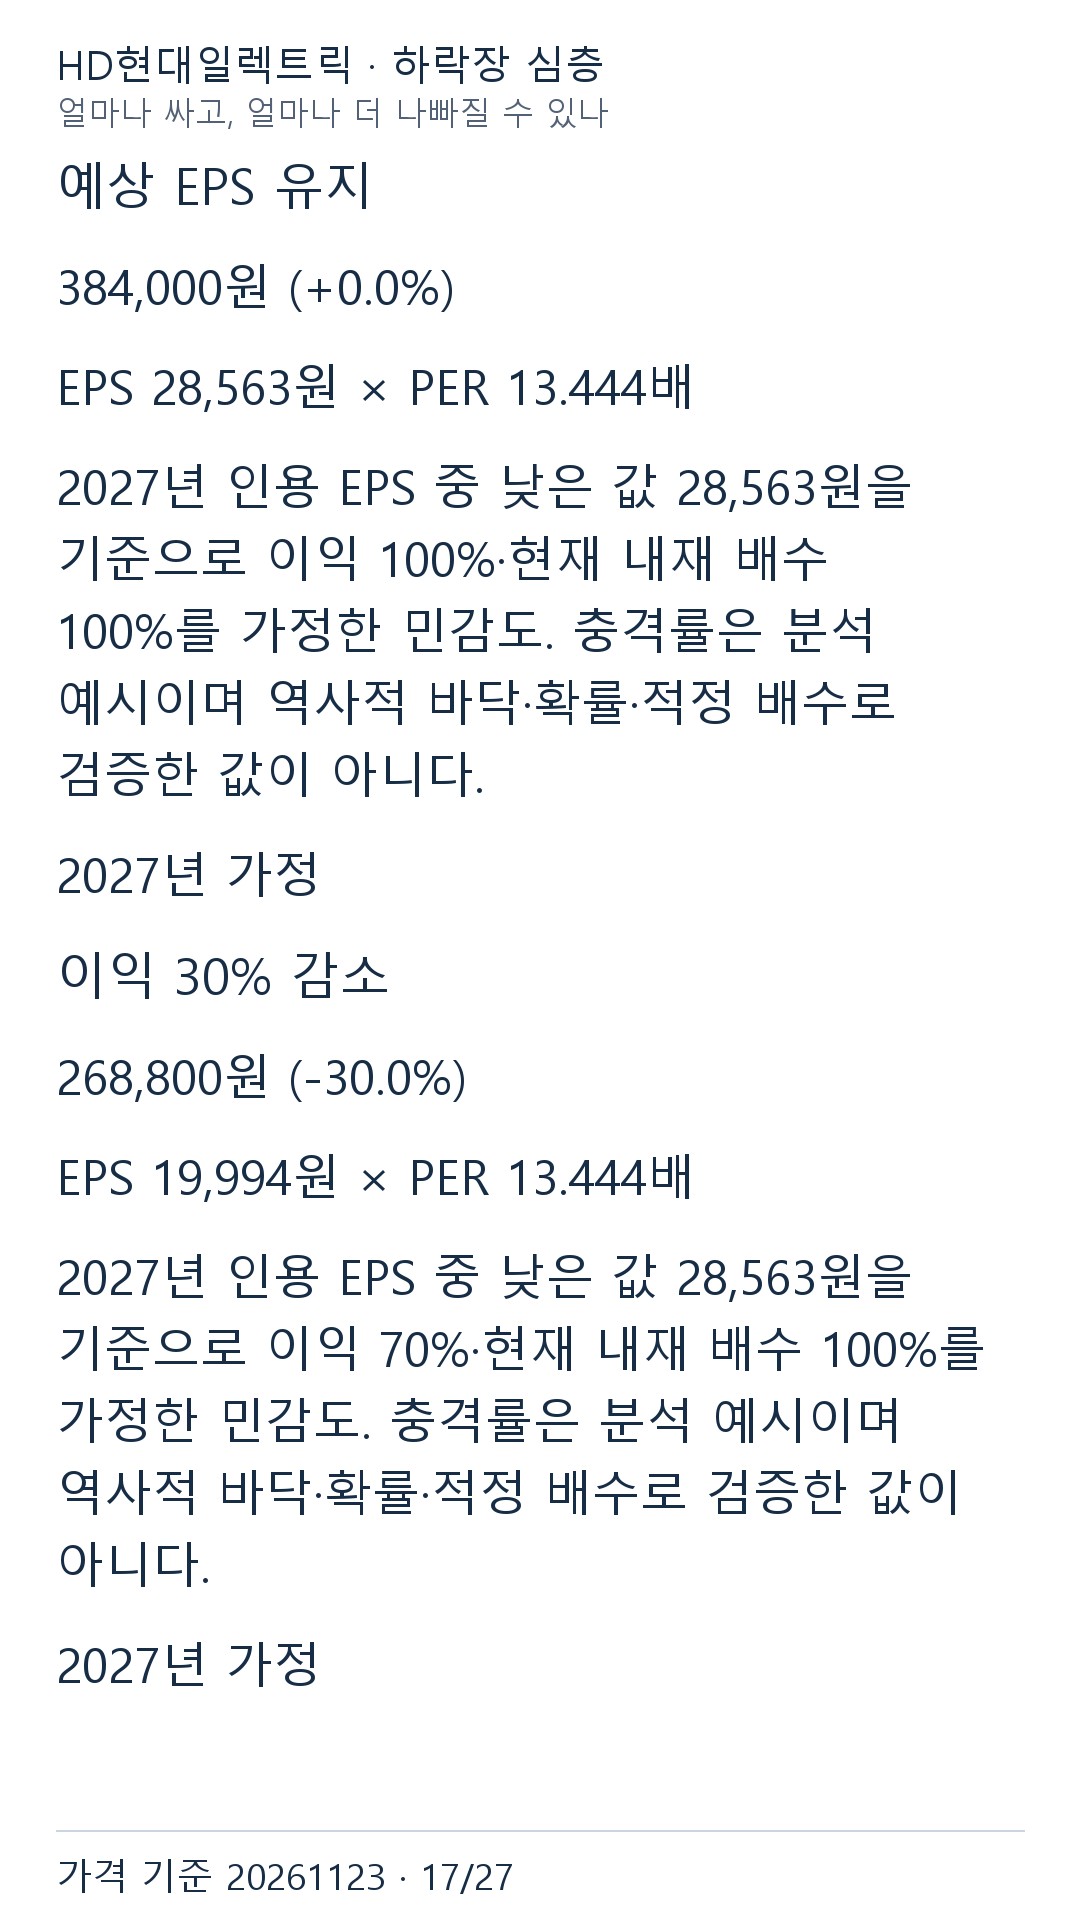 HD현대일렉트릭 · 하락장 심층
얼마나 싸고, 얼마나 더 나빠질 수 있나
예상 EPS 유지
384,000원 (+0.0%)
EPS 28,563원 × PER 13.444배
2027년 인용 EPS 중 낮은 값 28,563원을
기준으로 이익 100%·현재 내재 배수
100%를 가정한 민감도. 충격률은 분석
예시이며 역사적 바닥·확률·적정 배수로
검증한 값이 아니다.
2027년 가정
이익 30% 감소
268,800원 (-30.0%)
EPS 19,994원 × PER 13.444배
2027년 인용 EPS 중 낮은 값 28,563원을
기준으로 이익 70%·현재 내재 배수 100%를
가정한 민감도. 충격률은 분석 예시이며
역사적 바닥·확률·적정 배수로 검증한 값이
아니다.
2027년 가정
가격 기준 20261123 · 17/27